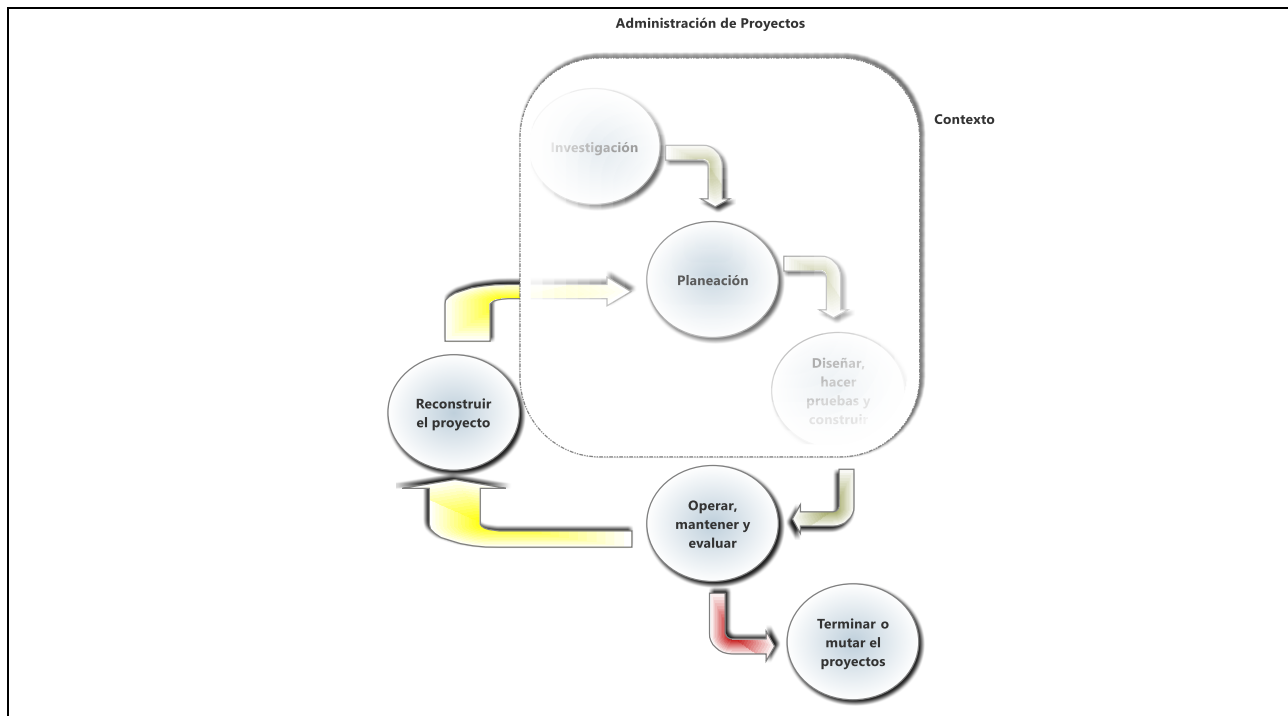 Administración de Proyectos
Contexto
Investigación
Planeación
Diseñar,
hacer
pruebas y
construir
Reconstruir
el proyecto
Operar,
mantener y
evaluar
Terminar o
mutar el
proyectos